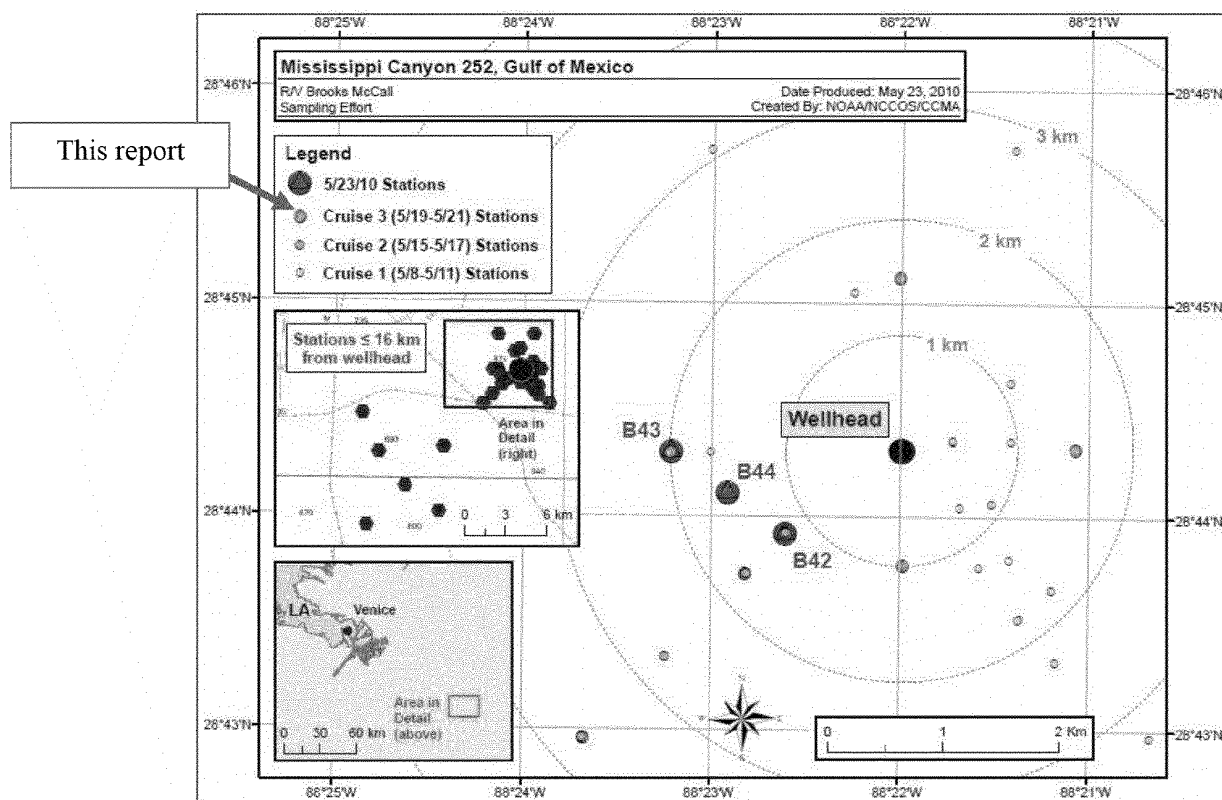 88°25'W 88°24'W 88°23'W 88°22'W 88°21'W
Mississippi Canyon 252, Gulf of Mexico
R/V Brooks McCall
Sampling Effort
Date Produced: May 23, 2010
Created By: NOAA/NCCOS/CCMA
This report
Legend
5/23/10 Stations
Cruise 3 (5/19-5/21) Stations
Cruise 2 (5/15-5/17) Stations
Cruise 1 (5/8-5/11) Stations
28°46'N
28°46'N
28°45'N
28°45'N
28°44'N
28°44'N
28°43'N
28°43'N
3 km
2 km
1 km
Wellhead
B43
B44
B42
Stations ≤ 16 km
from wellhead
Area in
Detail
(right)
0 3 6 km
LA
Venice
Area in
Detail
(above)
0 30 60 km
0 1 2 Km
88°25'W 88°24'W 88°23'W 88°22'W 88°21'W